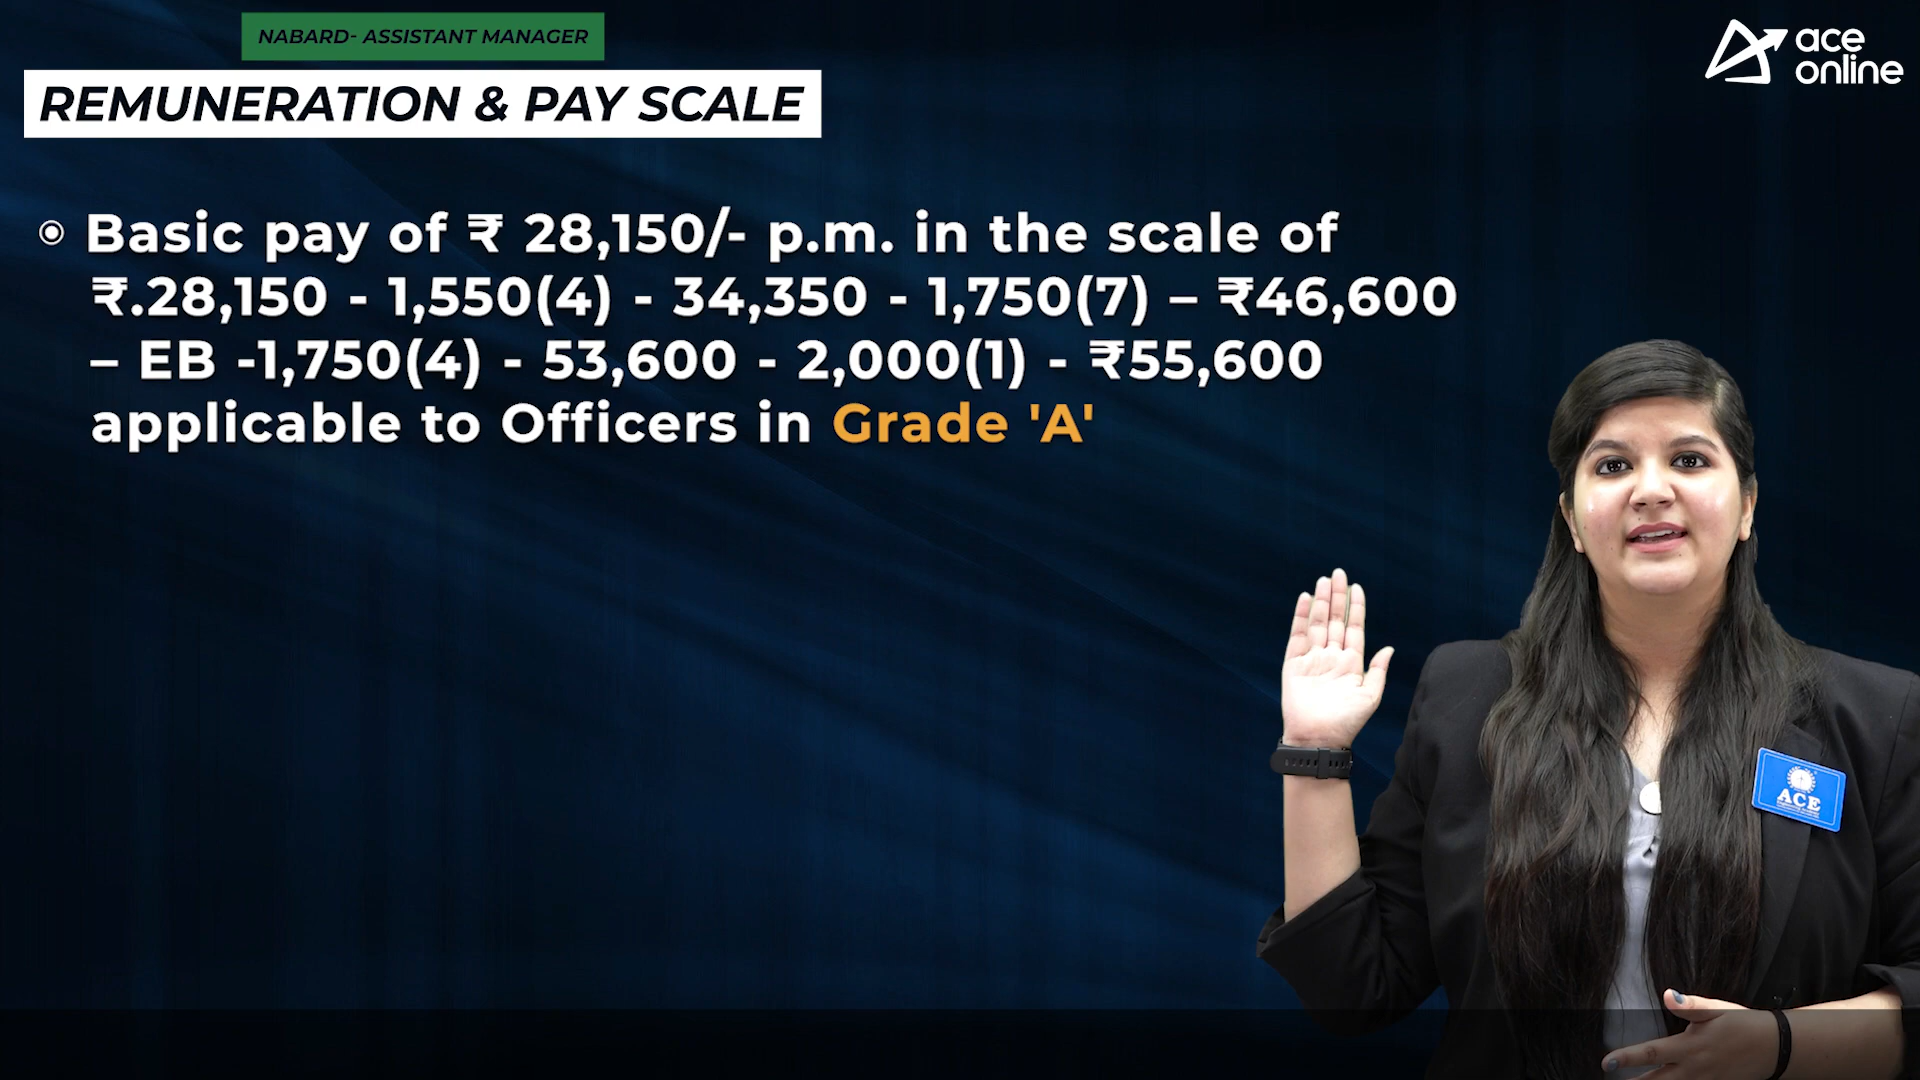 NABARD- ASSISTANT MANAGER
REMUNERATION & PAY SCALE
ace
online
Basic pay of ₹ 28,150/- p.m. in the scale of
₹.28,150 - 1,550(4) - 34,350 - 1,750(7) – ₹46,600
– EB -1,750(4) - 53,600 - 2,000(1) - ₹55,600
applicable to Officers in Grade 'A'
ACE